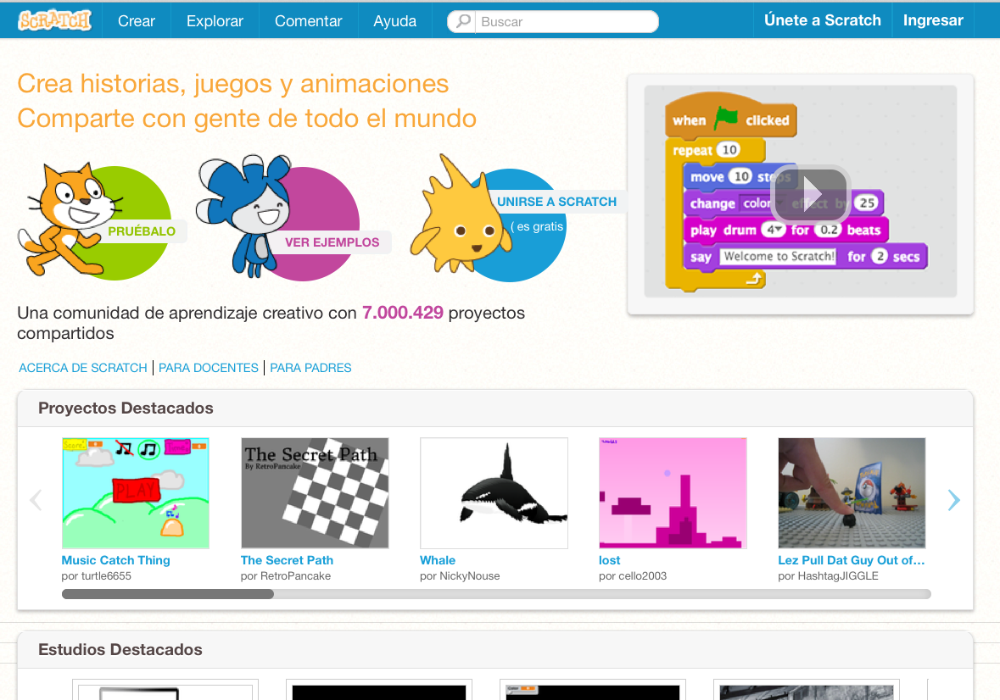 SCRATCH
Crear
Explorar
Comentar
Ayuda
Buscar
Únete a Scratch
Ingresar
Crea historias, juegos y animaciones
Comparte con gente de todo el mundo
PRUÉBALO
VER EJEMPLOS
UNIRSE A SCRATCH
( es gratis
when clicked
repeat 10
move 10 steps
change color effect by 25
play drum 4 for 0.2 beats
say Welcome to Scratch! for 2 secs
Una comunidad de aprendizaje creativo con 7.000.429 proyectos
compartidos
ACERCA DE SCRATCH
PARA DOCENTES
PARA PADRES
Proyectos Destacados
PLAY
The Secret Path
By RetroPancake
Music Catch Thing
por turtle6655
The Secret Path
por RetroPancake
Whale
por NickyNouse
lost
por cello2003
Lez Pull Dat Guy Out of...
por HashtagJIGGLE
Estudios Destacados